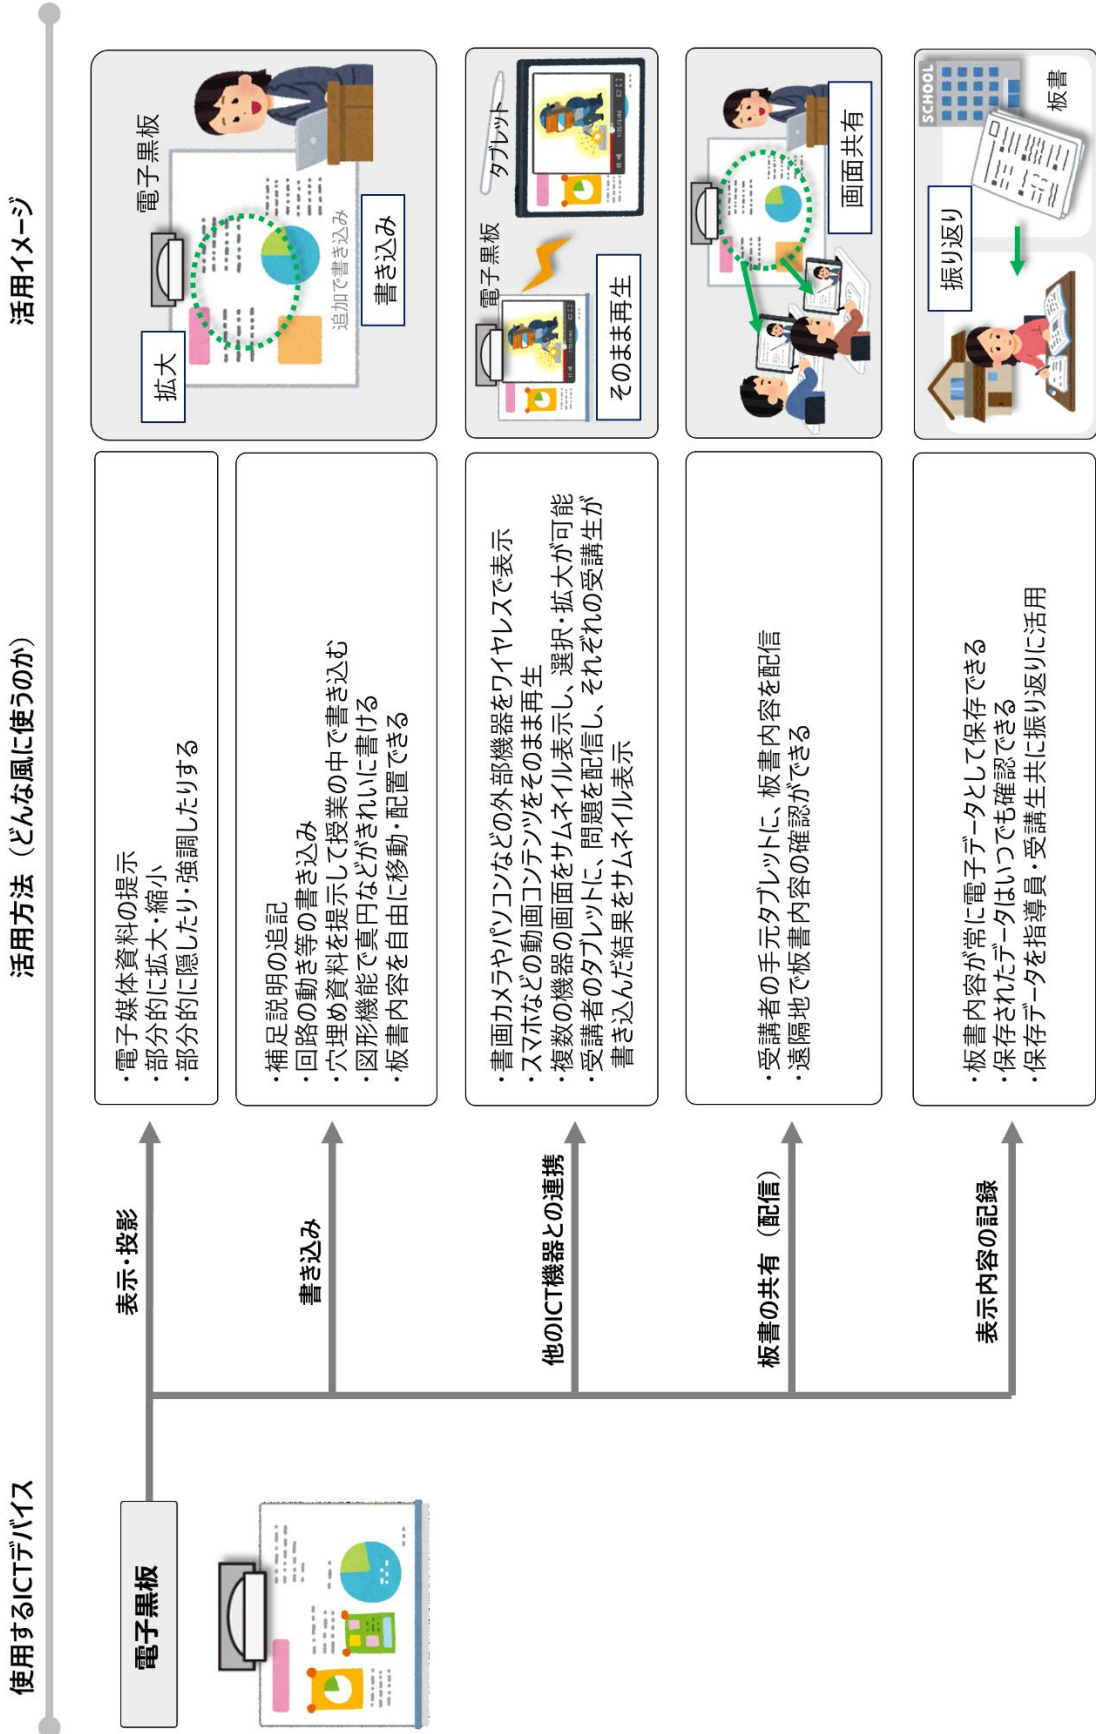 使用するICTデバイス
活用方法（どんな風に使うのか）
活用イメージ
電子黒板
表示・投影
・電子媒体資料の提示
・部分的に拡大・縮小
・部分的に隠したり・強調したりする
書き込み
・補足説明の追記
・回路の動き等の書き込み
・穴埋め資料を提示して授業の中で書き込む
・図形機能で真円などがきれいに書ける
・板書内容を自由に移動・配置できる
拡大
電子黒板
追加で書き込み
書き込み
他のICT機器との連携
・書画カメラやパソコンなどの外部機器をワイヤレスで表示
・スマホなどの動画コンテンツをそのまま再生
・複数の機器の画面をサムネイル表示し、選択・拡大が可能
・受講者のタブレットに、問題を配信し、それぞれの受講生が
書き込んだ結果をサムネイル表示
電子黒板
タブレット
そのまま再生
板書の共有（配信）
・受講者の手元タブレットに、板書内容を配信
・遠隔地で板書内容の確認ができる
画面共有
表示内容の記録
・板書内容が常に電子データとして保存できる
・保存されたデータはいつでも確認できる
・保存データを指導員・受講生共に振り返りに活用
振り返り
SCHOOL
板書